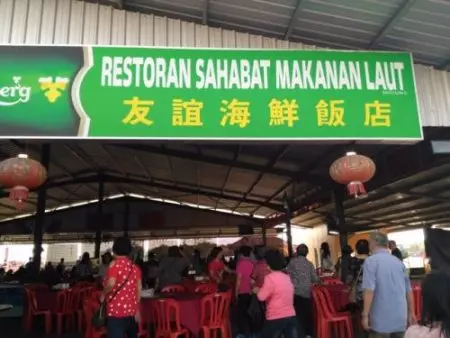 RESTORAN SAHABAT MAKANAN LAUT
友誼海鮮飯店